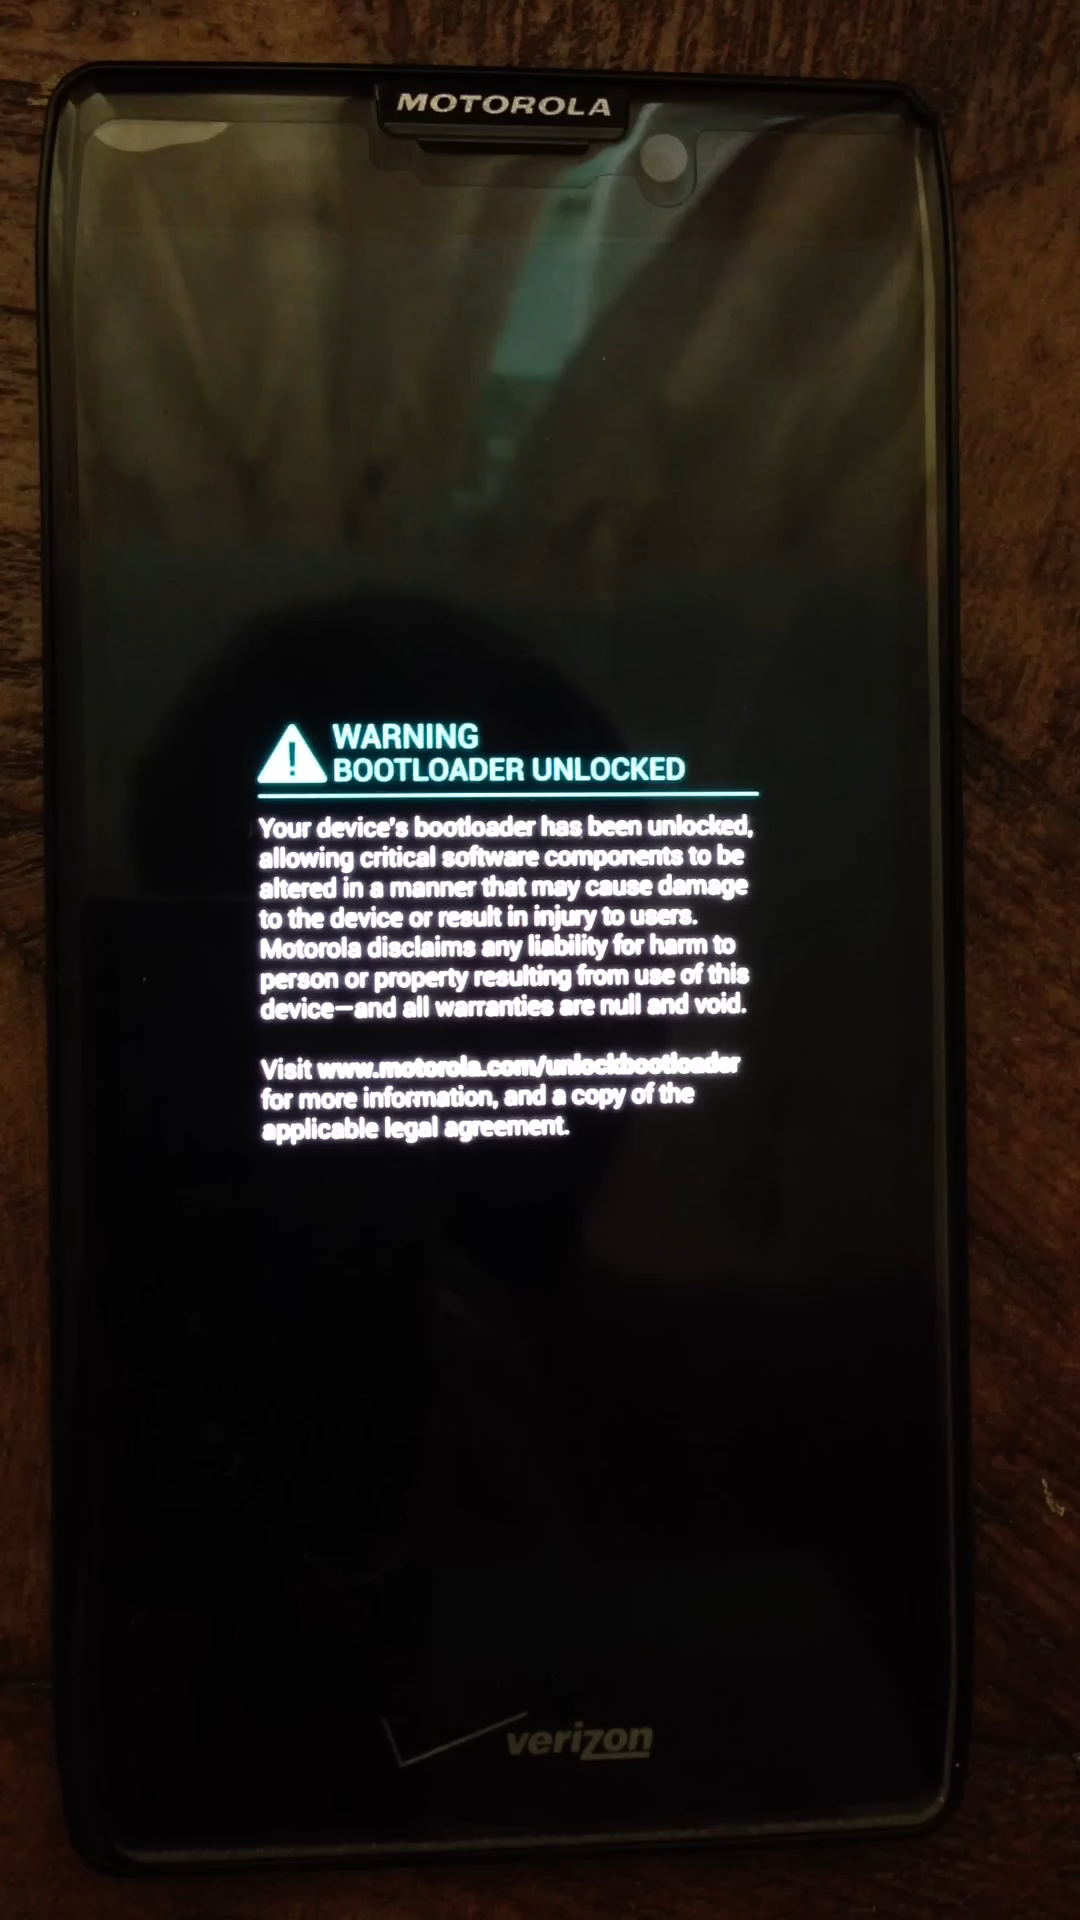 MOTOROLA
WARNING
BOOTLOADER UNLOCKED
Your device's bootloader has been unlocked,
allowing critical software components to be
altered in a manner that may cause damage
to the device or result in injury to users.
Motorola disclaims any liability for harm to
person or property resulting from use of this
device—and all warranties are null and void.
Visit www.motorola.com/unlockbootloader
for more information, and a copy of the
applicable legal agreement.
verizon